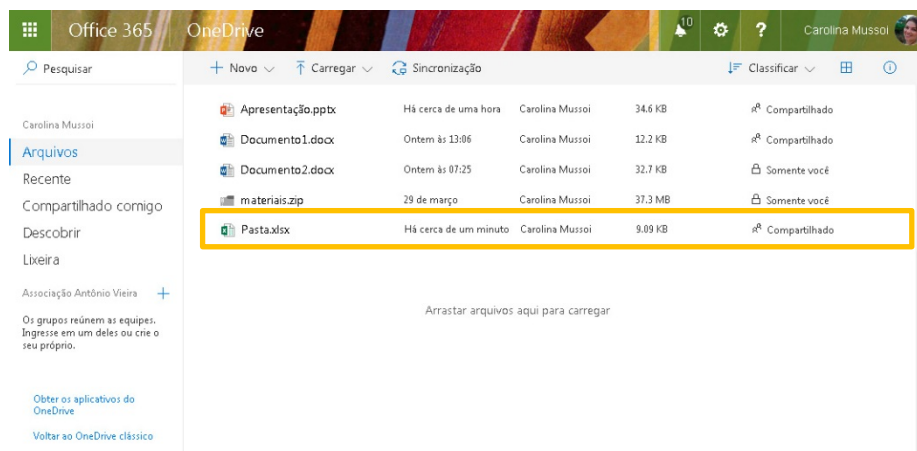 Office 365 OneDrive 10 ? Carolina Mussoi
Pesquisar
Novo Carregar Sincronização Classificar
Carolina Mussoi
Arquivos
Recente
Compartilhado comigo
Descobrir
Lixeira
Associação Antônio Vieira +
Os grupos reúnem as equipes.
Ingresse em um deles ou crie o
seu próprio.
Obter os aplicativos do
OneDrive
Voltar ao OneDrive clássico
Apresentação.pptx Há cerca de uma hora Carolina Mussoi 34.6 KB Compartilhado
Documento1.docx Ontem às 13:06 Carolina Mussoi 12.2 KB Compartilhado
Documento2.docx Ontem às 07:25 Carolina Mussoi 32.7 KB Somente você
materiais.zip 29 de março Carolina Mussoi 37.3 MB Somente você
Pasta.xlsx Há cerca de um minuto Carolina Mussoi 9.09 KB Compartilhado
Arrastar arquivos aqui para carregar